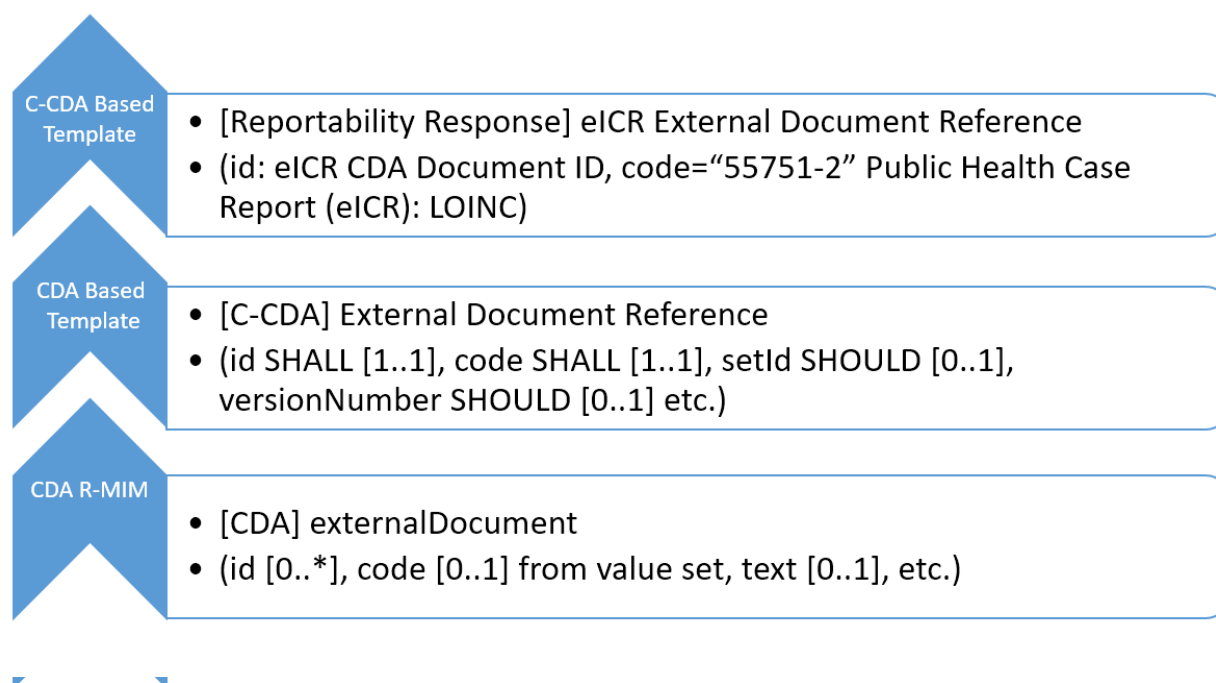 C-CDA Based
Template
• [Reportability Response] eICR External Document Reference
• (id: eICR CDA Document ID, code=“55751-2” Public Health Case
Report (eICR): LOINC)
CDA Based
Template
• [C-CDA] External Document Reference
• (id SHALL [1..1], code SHALL [1..1], setId SHOULD [0..1],
versionNumber SHOULD [0..1] etc.)
CDA R-MIM
• [CDA] externalDocument
• (id [0..*], code [0..1] from value set, text [0..1], etc.)